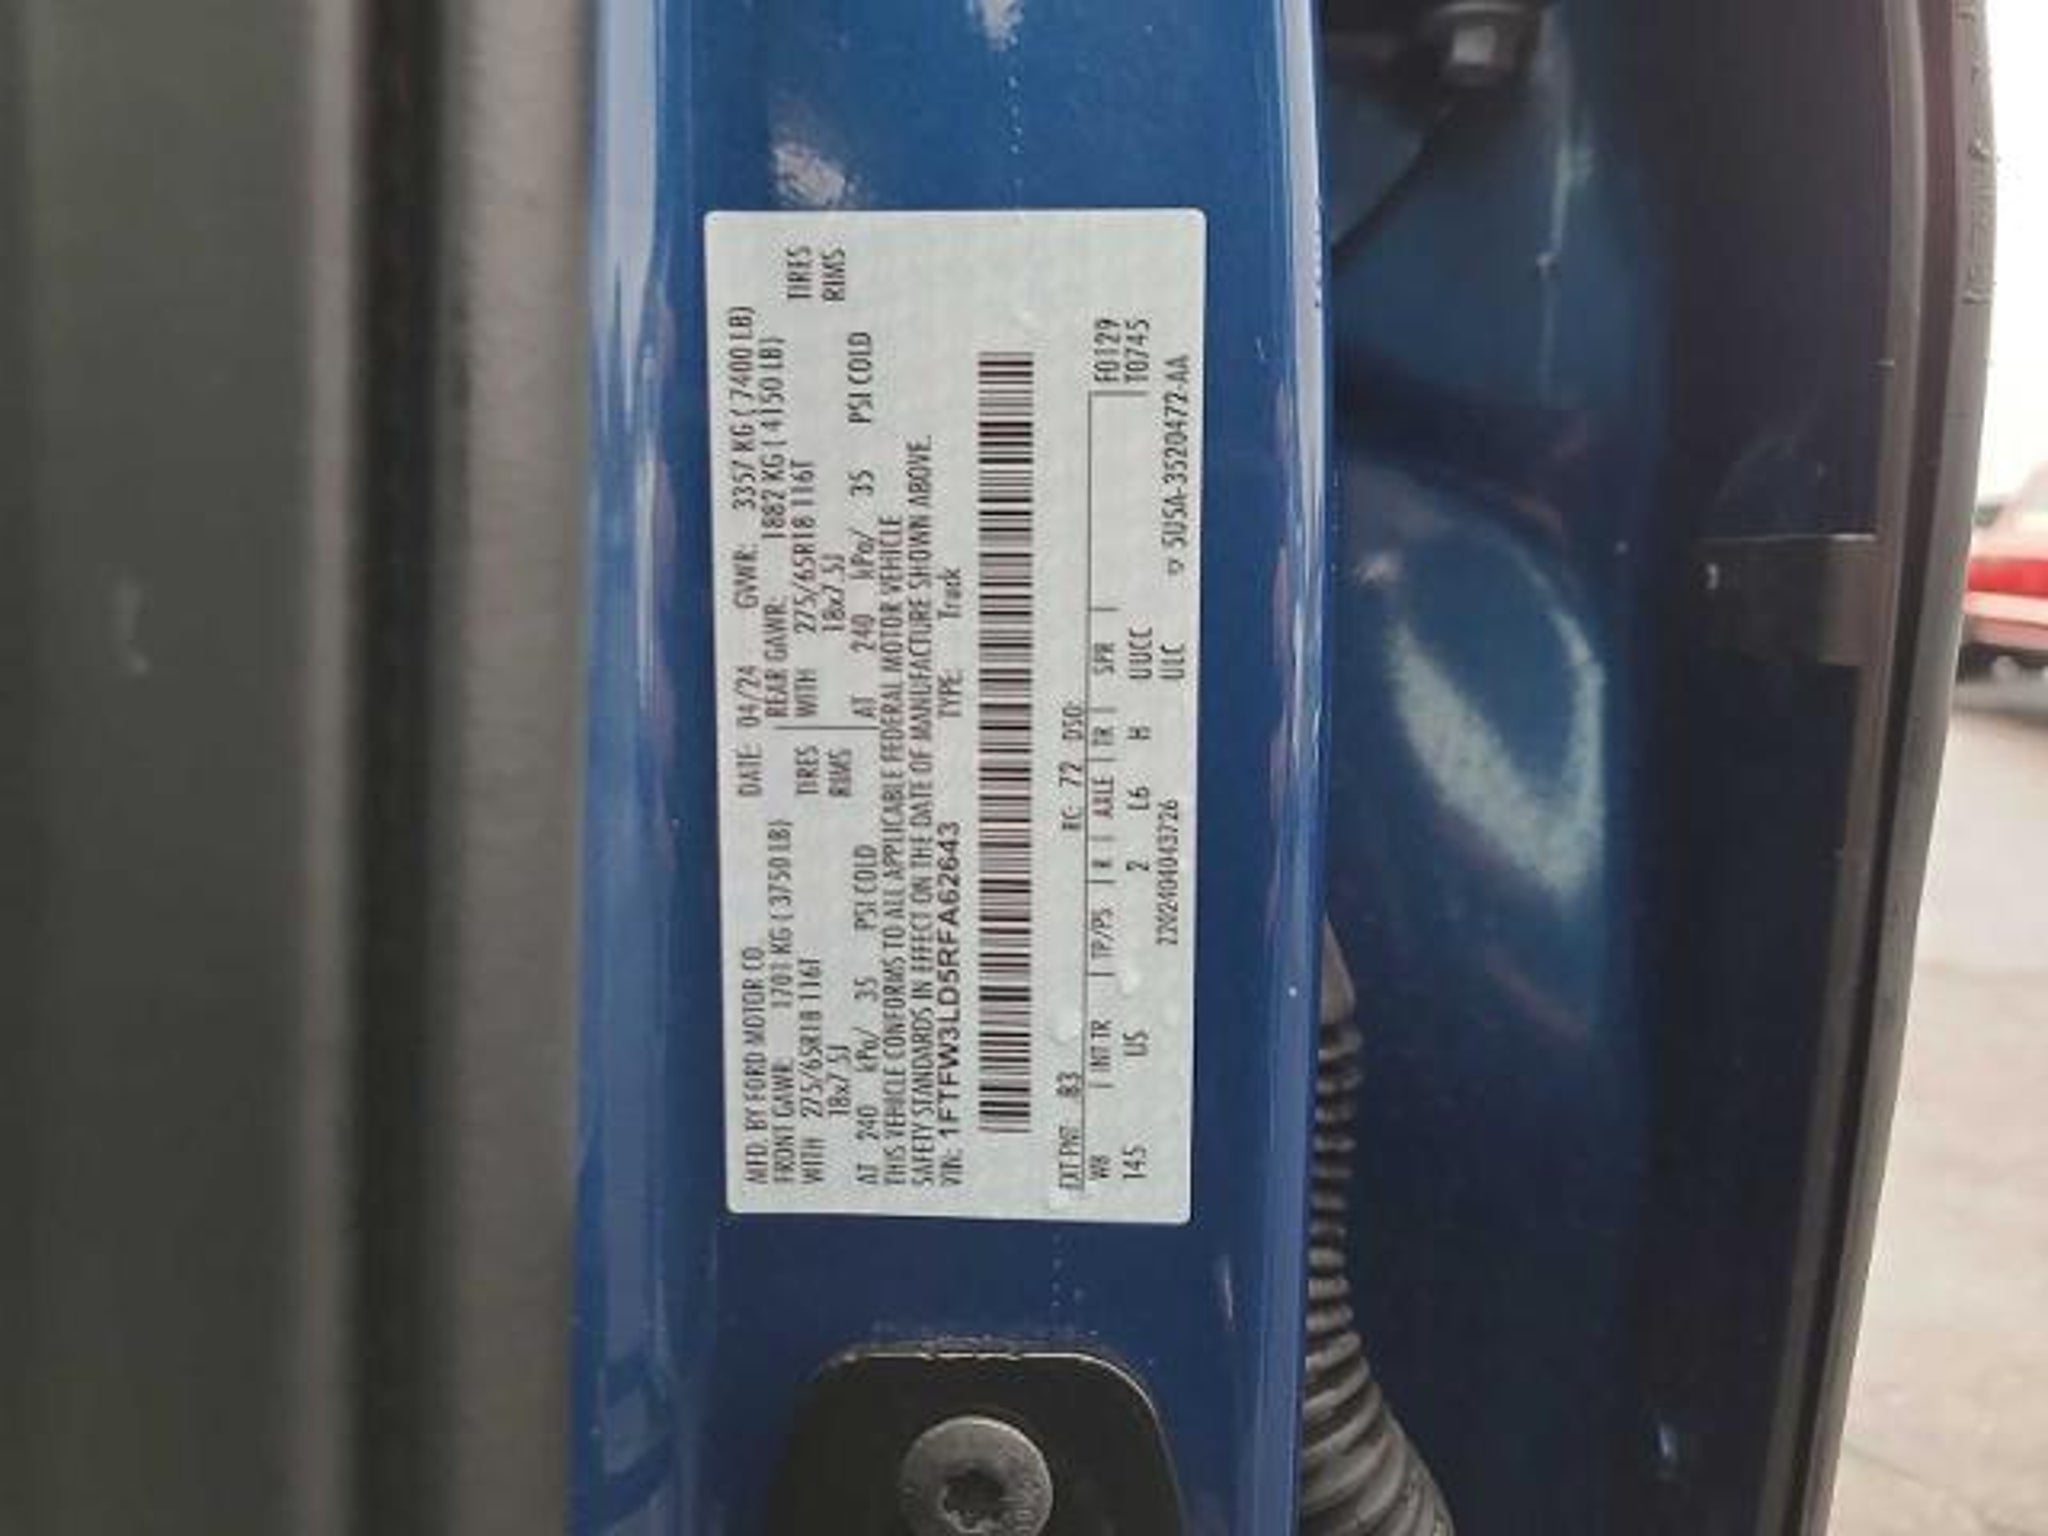 MFD. BY FORD MOTOR CO. DATE: 04/24 GVWR: 3357 KG ( 7400 LB)
FRONT GAWR: 1701 KG ( 3750 LB) REAR GAWR: 1882 KG ( 4150 LB)
WITH 275/65R18 116T TIRES WITH 275/65R18 116T TIRES
18x7.5J RIMS 18x7.5J RIMS
AT 240 kPa/ 35 PSI COLD AT 240 kPa/ 35 PSI COLD
THIS VEHICLE CONFORMS TO ALL APPLICABLE FEDERAL MOTOR VEHICLE
SAFETY STANDARDS IN EFFECT ON THE DATE OF MANUFACTURE SHOWN ABOVE.
VIN: 1FTFW3LD5RFA62643 TYPE: Truck
EXT PNT: B3 RC: 72 DSO:
WB INT TR TP/PS R AXLE TR SPR F0129
145 US 2 L6 H UUCC T0745
ULC 5U5A-3520472-AA